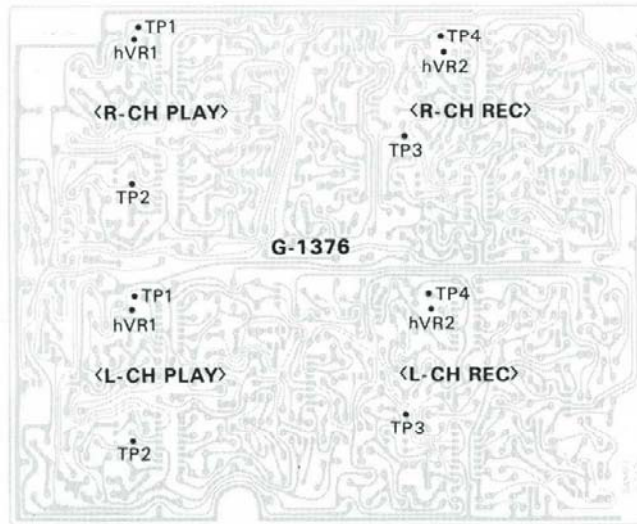 TP1
hVR1
TP4
hVR2
<R-CH PLAY>
<R-CH REC>
TP3
TP2
G-1376
TP1
hVR1
TP4
hVR2
<L-CH PLAY>
<L-CH REC>
TP3
TP2